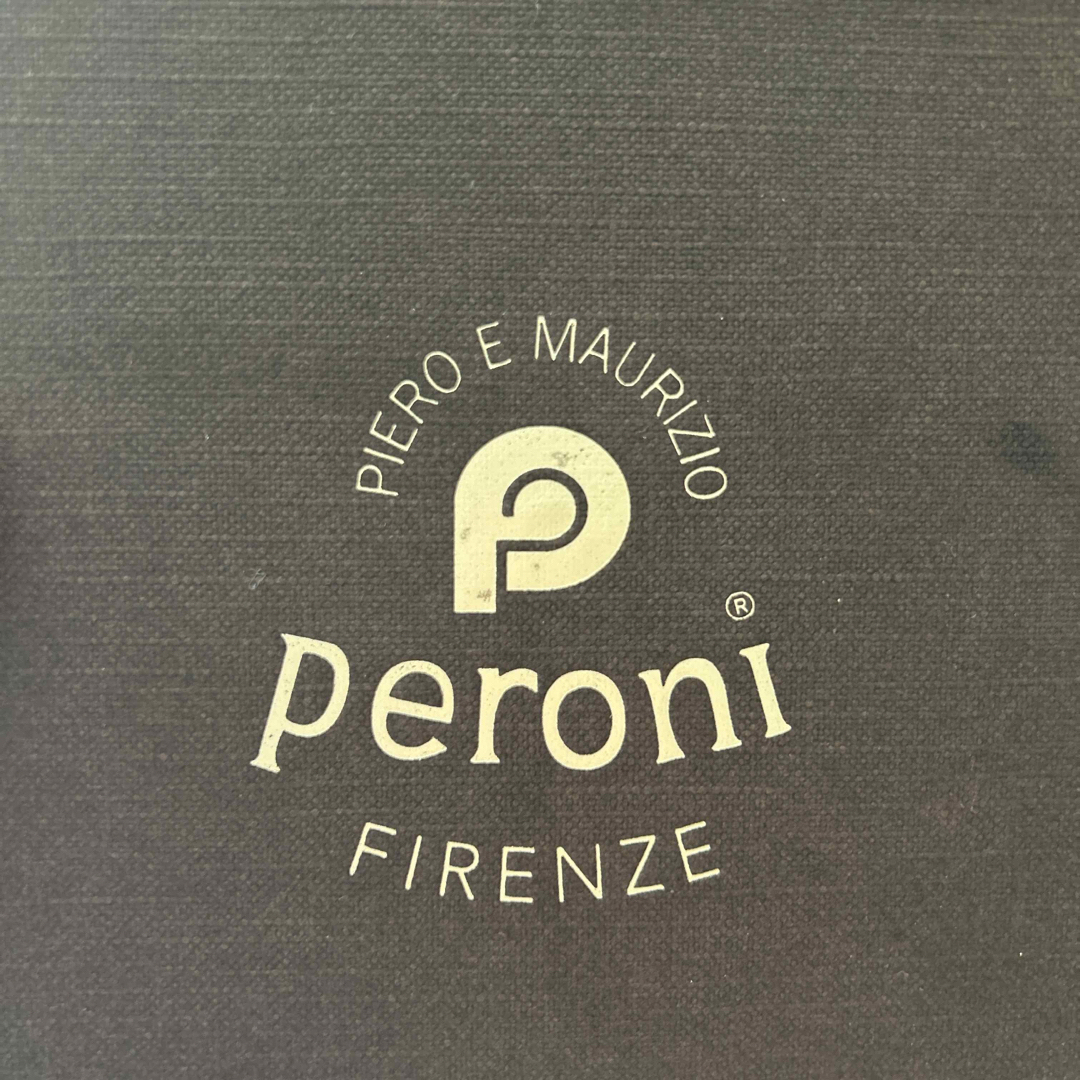 PIERO E MAURIZIO
P
®
peroni
FIRENZE